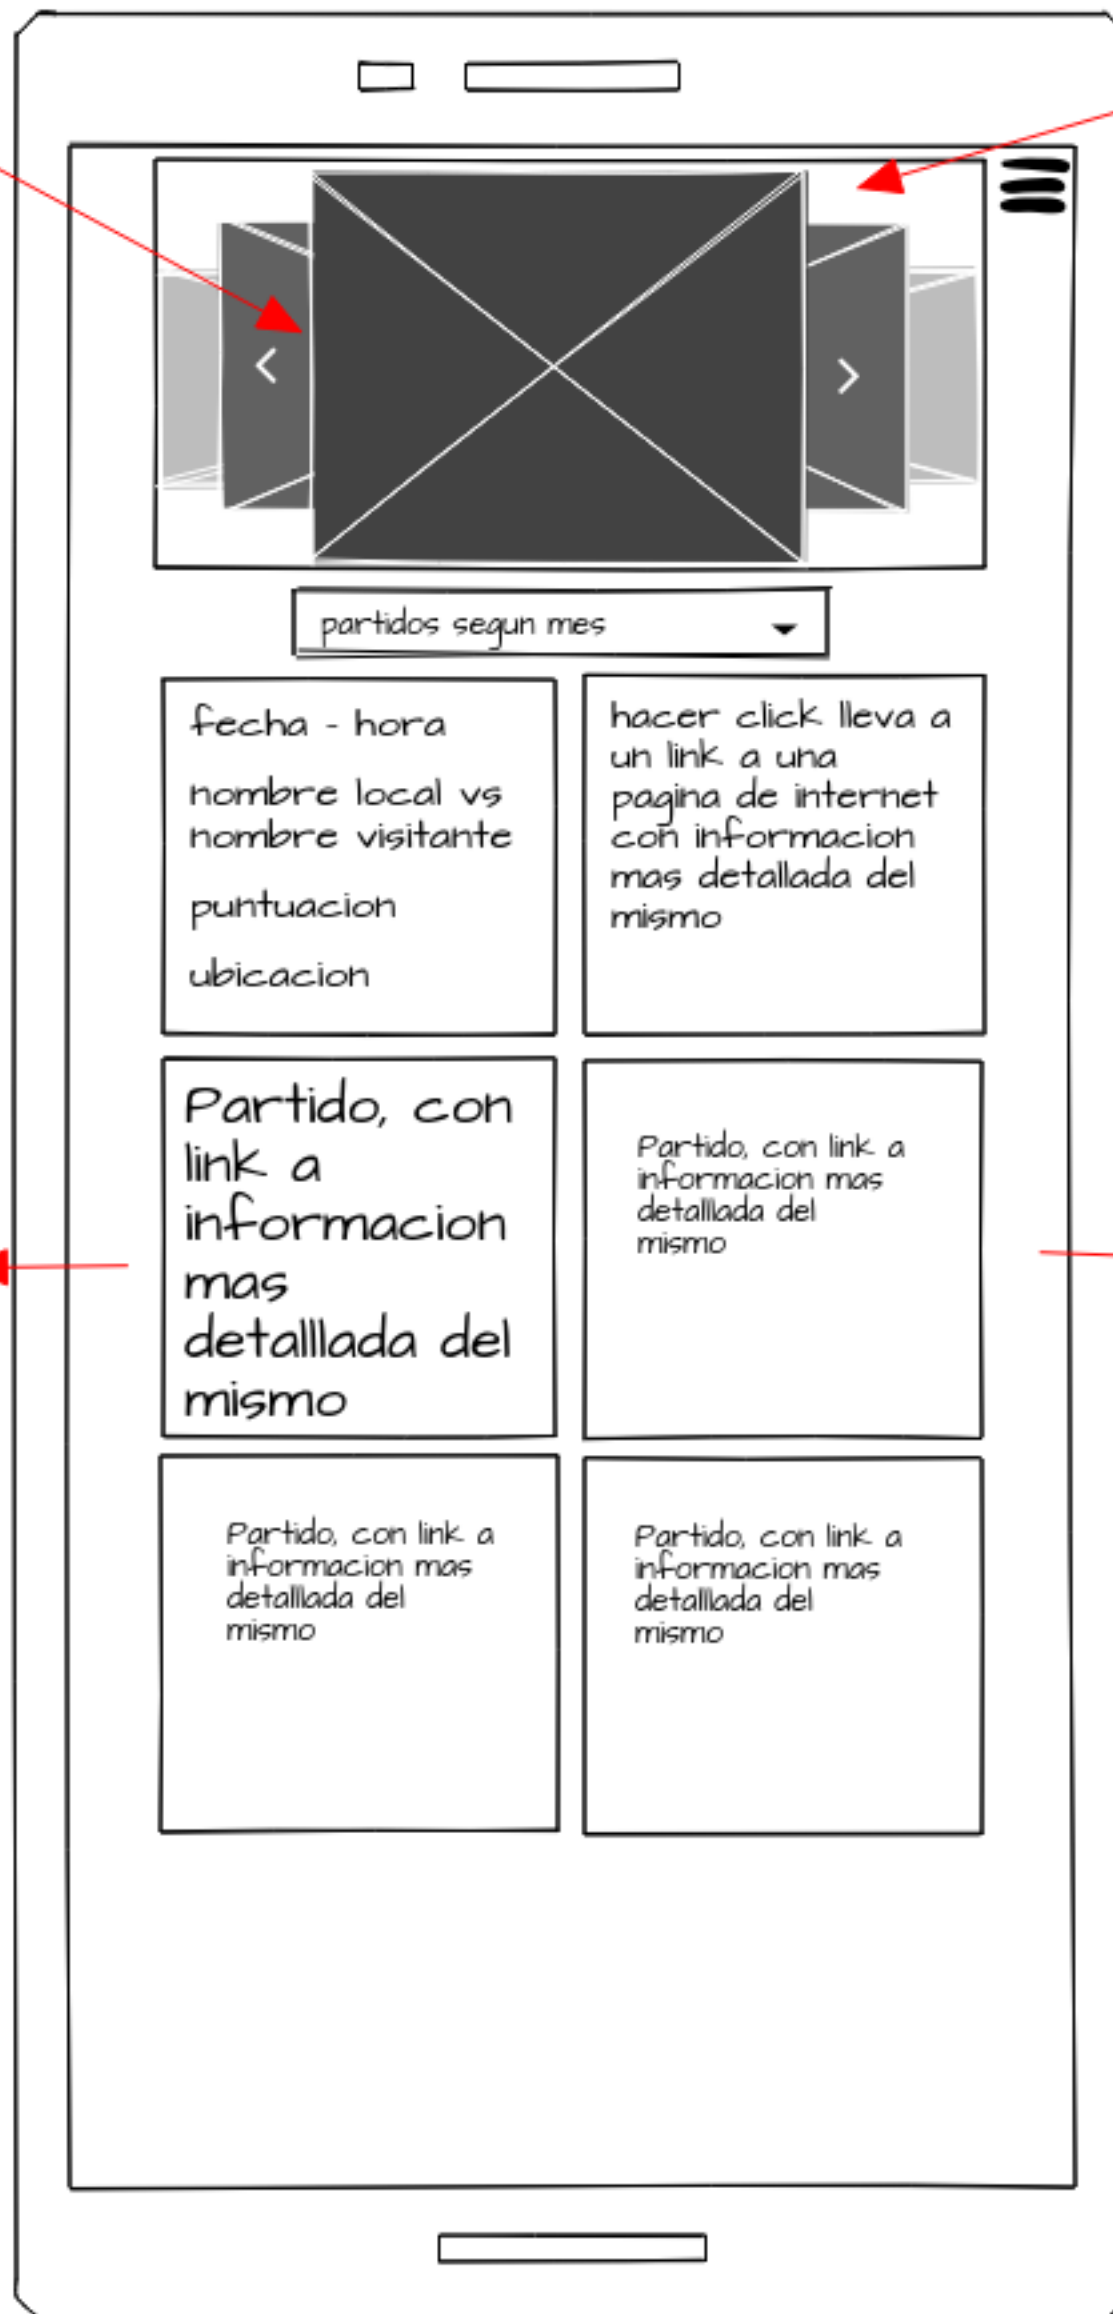 partidos segun mes
fecha - hora
nombre local vs
nombre visitante
puntuacion
ubicacion
hacer click lleva a
un link a una
pagina de internet
con informacion
mas detallada del
mismo
Partido, con
link a
informacion
mas
detalllada del
mismo
Partido, con link a
informacion mas
detalllada del
mismo
Partido, con link a
informacion mas
detalllada del
mismo
Partido, con link a
informacion mas
detalllada del
mismo